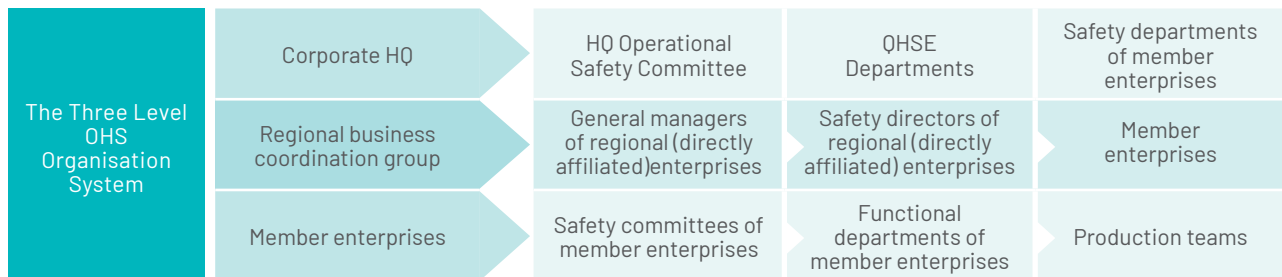 The Three Level
OHS
Organisation
System
Corporate HQ
HQ Operational
Safety Committee
QHSE
Departments
Safety departments
of member
enterprises
Regional business
coordination group
General managers
of regional (directly
affiliated)enterprises
Safety directors of
regional (directly
affiliated) enterprises
Member
enterprises
Member enterprises
Safety committees of
member enterprises
Functional
departments of
member enterprises
Production teams